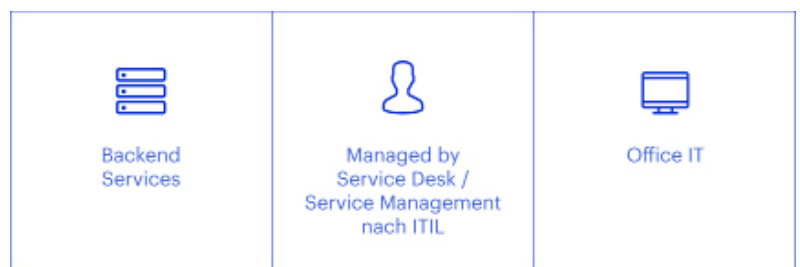 Backend
Services
Managed by
Service Desk /
Service Management
nach ITIL
Office IT